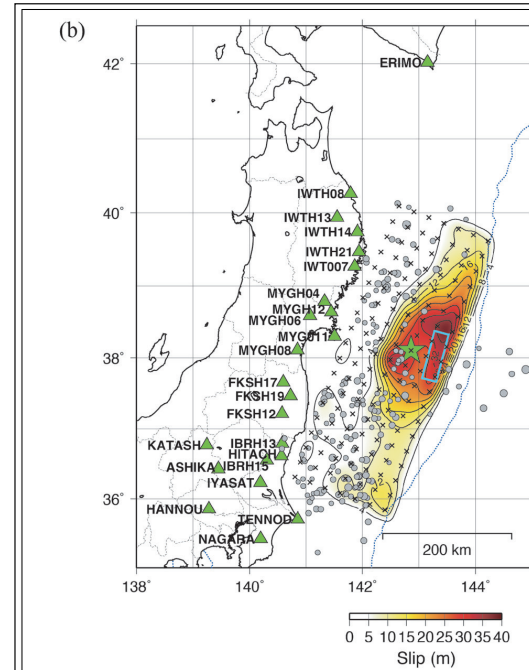 (b)
42°
ERIMO
40°
IWTH08
IWTH13
IWTH14
IWTH21
IWT007
MYGH04
MYGH12
MYGH06
38°
MYGH08
FKSH17
FKSH19
FKSH12
IBRH13
KATASH
HITACH
ASHIKA
IBRH15
IYASAT
HANNOU
36°
TENNOD
NAGARA
200 km
138°
140°
142°
144°
0 5 10 15 20 25 30 35 40
Slip (m)